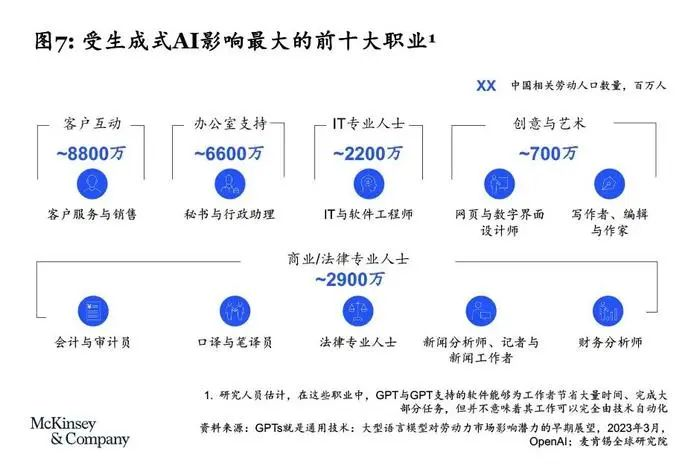 图7: 受生成式AI影响最大的前十大职业¹
XX 中国相关劳动人口数量，百万人
客户互动
~8800万
客户服务与销售
办公室支持
~6600万
秘书与行政助理
IT专业人士
~2200万
IT与软件工程师
创意与艺术
~700万
网页与数字界面
设计师
写作者、编辑
与作家
商业/法律专业人士
~2900万
会计与审计员
口译与笔译员
法律专业人士
新闻分析师、记者与
新闻工作者
财务分析师
1. 研究人员估计，在这些职业中，GPT与GPT支持的软件能够为工作者节省大量时间、完成大
部分任务，但并不意味着其工作可以完全由技术自动化
资料来源：GPTs就是通用技术：大型语言模型对劳动力市场影响潜力的早期展望，2023年3月，
OpenAI；麦肯锡全球研究院
McKinsey
& Company